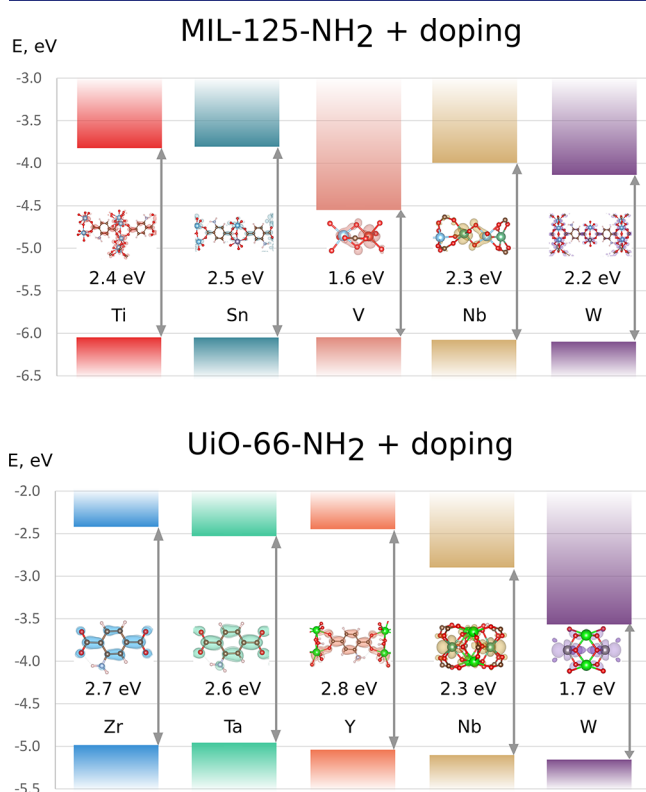 MIL-125-NH2 + doping
E, eV
-3.0
-3.5
-4.0
-4.5
-5.0
-5.5
-6.0
-6.5
2.4 eV 2.5 eV 1.6 eV 2.3 eV 2.2 eV
Ti Sn V Nb W
UiO-66-NH2 + doping
E, eV
-2.0
-2.5
-3.0
-3.5
-4.0
-4.5
-5.0
-5.5
2.7 eV 2.6 eV 2.8 eV 2.3 eV 1.7 eV
Zr Ta Y Nb W